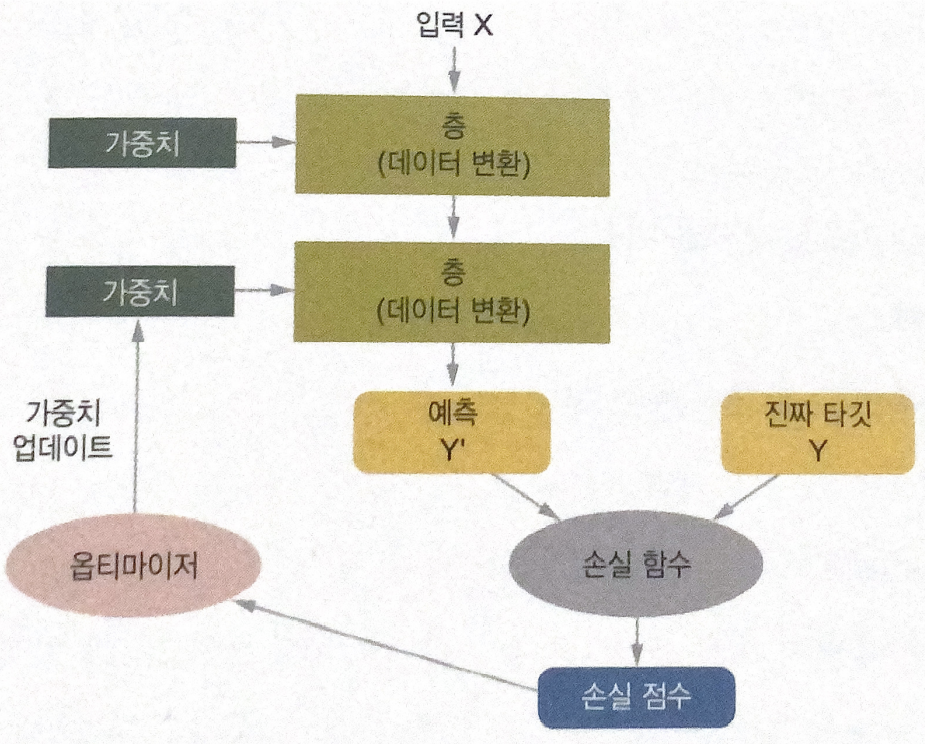 입력 X
가중치
층
(데이터 변환)
가중치
층
(데이터 변환)
가중치
업데이트
예측
Y'
진짜 타깃
Y
옵티마이저
손실 함수
손실 점수